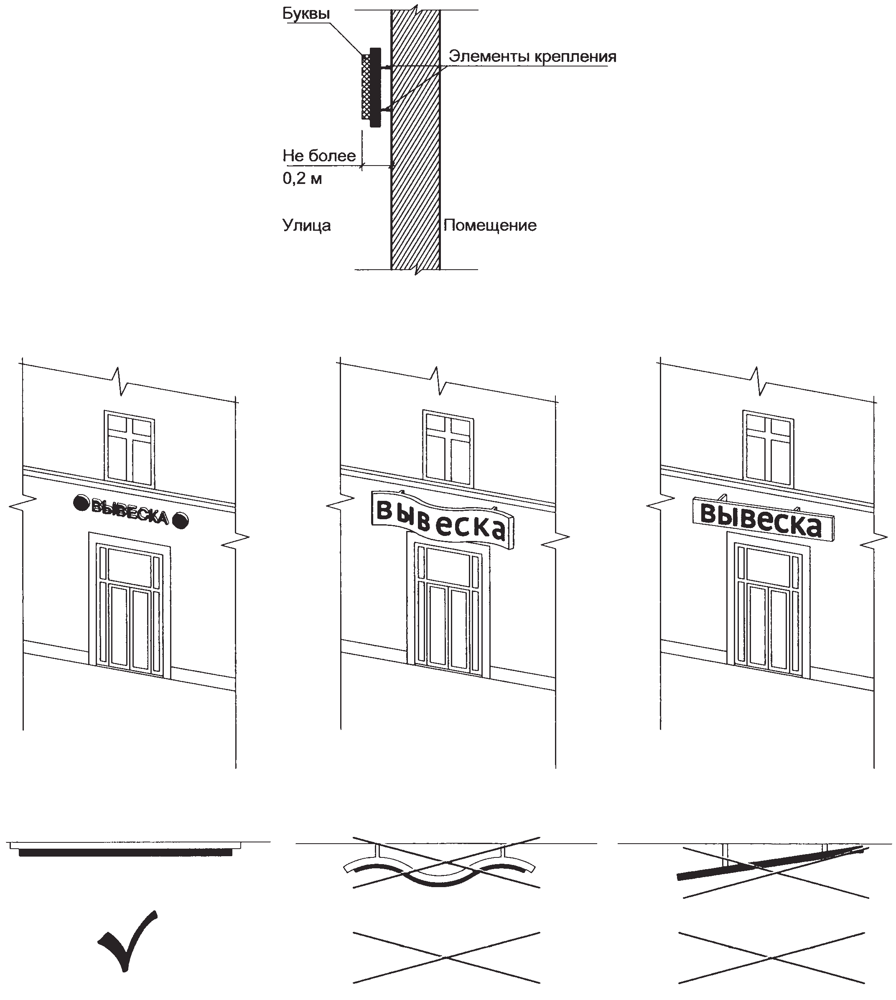 Буквы
Элементы крепления
Не более
0,2 м
Улица
Помещение
ВЫВЕСКА
Вывеска
Вывеска